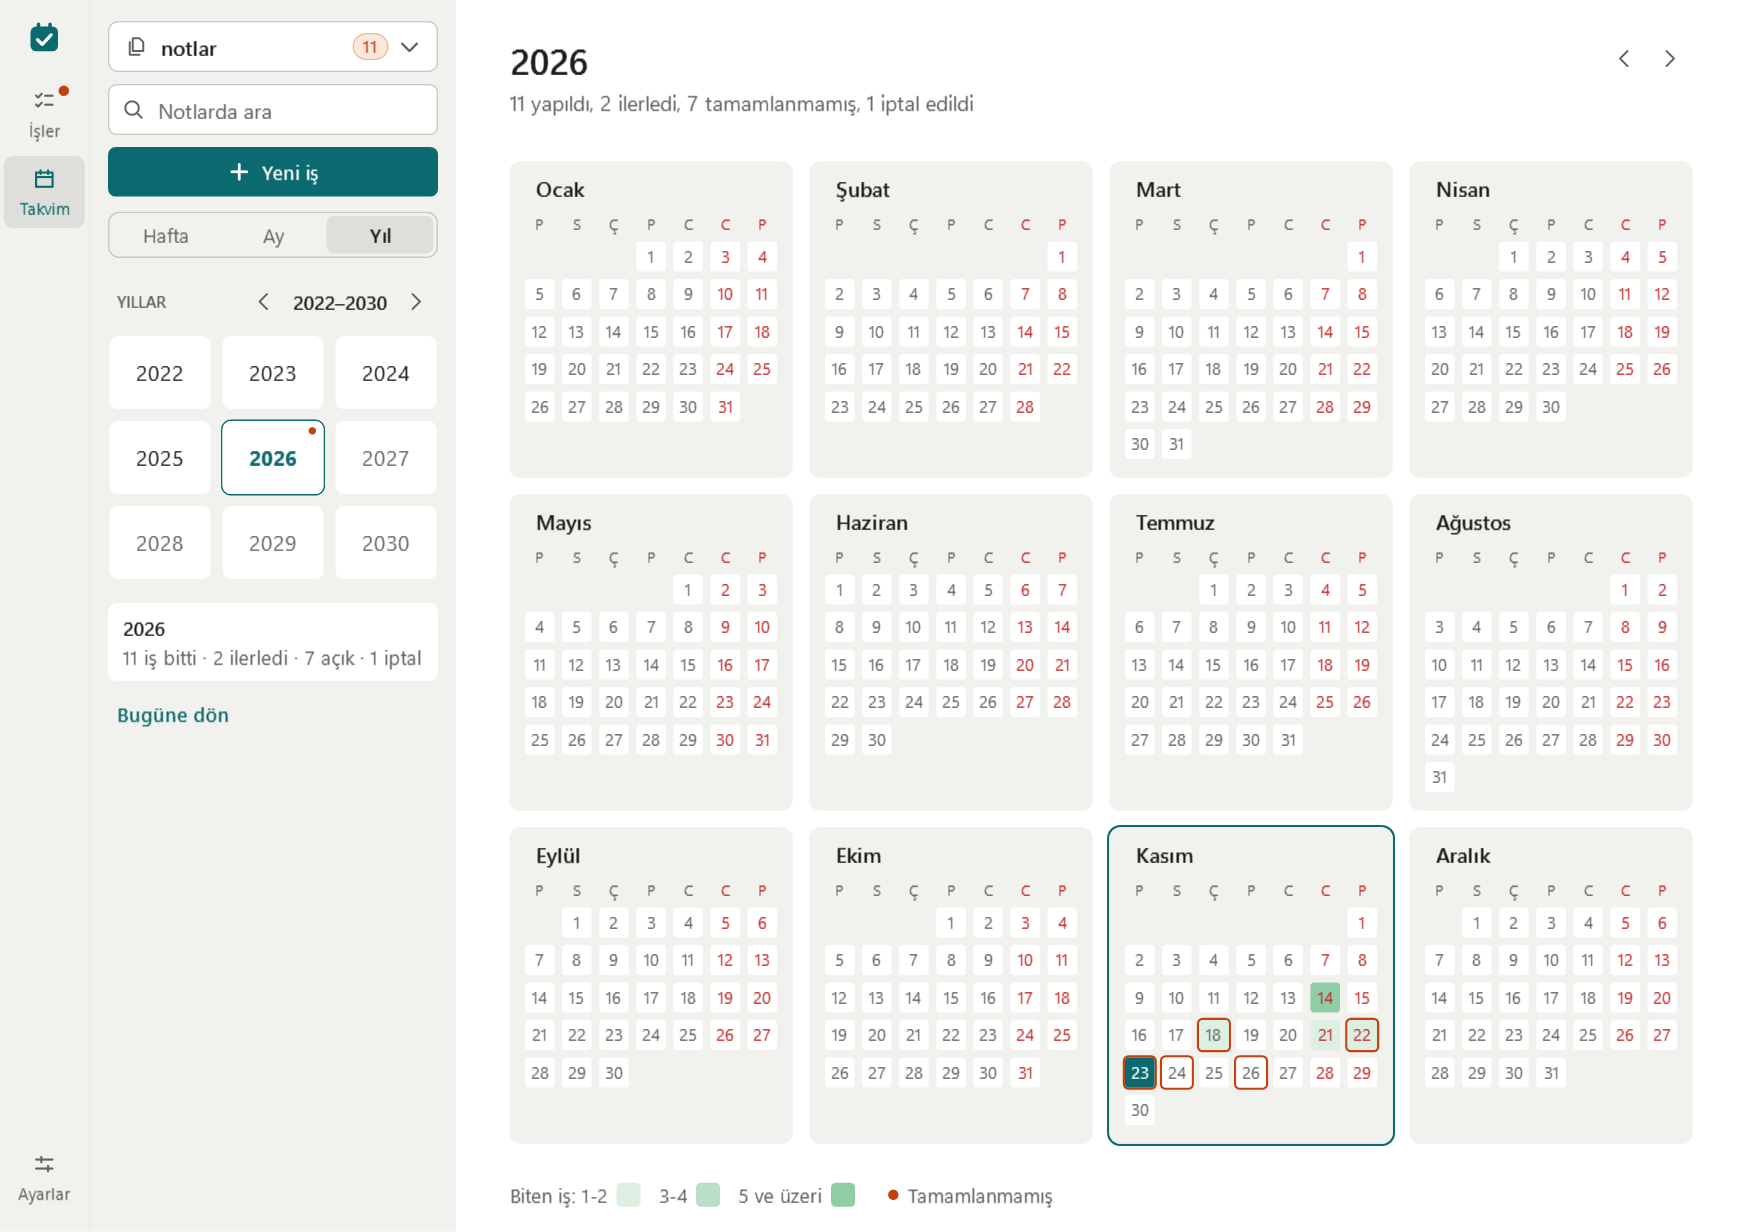 İşler
Takvim
Ayarlar
notlar 11
Notlarda ara
Yeni iş
Hafta Ay Yıl
YILLAR 2022–2030
2022 2023 2024
2025 2026 2027
2028 2029 2030
2026
11 iş bitti · 2 ilerledi · 7 açık · 1 iptal
Bugüne dön
2026
11 yapıldı, 2 ilerledi, 7 tamamlanmamış, 1 iptal edildi
Ocak
P S Ç P C C P
1 2 3 4
5 6 7 8 9 10 11
12 13 14 15 16 17 18
19 20 21 22 23 24 25
26 27 28 29 30 31
Şubat
P S Ç P C C P
1
2 3 4 5 6 7 8
9 10 11 12 13 14 15
16 17 18 19 20 21 22
23 24 25 26 27 28
Mart
P S Ç P C C P
1
2 3 4 5 6 7 8
9 10 11 12 13 14 15
16 17 18 19 20 21 22
23 24 25 26 27 28 29
30 31
Nisan
P S Ç P C C P
1 2 3 4 5
6 7 8 9 10 11 12
13 14 15 16 17 18 19
20 21 22 23 24 25 26
27 28 29 30
Mayıs
P S Ç P C C P
1 2 3
4 5 6 7 8 9 10
11 12 13 14 15 16 17
18 19 20 21 22 23 24
25 26 27 28 29 30 31
Haziran
P S Ç P C C P
1 2 3 4 5 6 7
8 9 10 11 12 13 14
15 16 17 18 19 20 21
22 23 24 25 26 27 28
29 30
Temmuz
P S Ç P C C P
1 2 3 4 5
6 7 8 9 10 11 12
13 14 15 16 17 18 19
20 21 22 23 24 25 26
27 28 29 30 31
Ağustos
P S Ç P C C P
1 2
3 4 5 6 7 8 9
10 11 12 13 14 15 16
17 18 19 20 21 22 23
24 25 26 27 28 29 30
31
Eylül
P S Ç P C C P
1 2 3 4 5 6
7 8 9 10 11 12 13
14 15 16 17 18 19 20
21 22 23 24 25 26 27
28 29 30
Ekim
P S Ç P C C P
1 2 3 4
5 6 7 8 9 10 11
12 13 14 15 16 17 18
19 20 21 22 23 24 25
26 27 28 29 30 31
Kasım
P S Ç P C C P
1
2 3 4 5 6 7 8
9 10 11 12 13 14 15
16 17 18 19 20 21 22
23 24 25 26 27 28 29
30
Aralık
P S Ç P C C P
1 2 3 4 5 6
7 8 9 10 11 12 13
14 15 16 17 18 19 20
21 22 23 24 25 26 27
28 29 30 31
Biten iş: 1-2 3-4 5 ve üzeri Tamamlanmamış